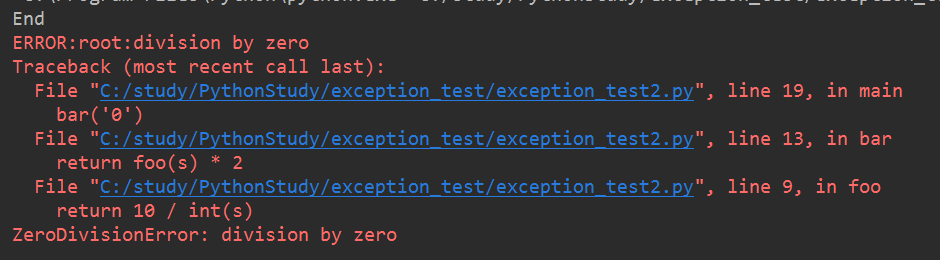 End
ERROR:root:division by zero
Traceback (most recent call last):
  File "C:/study/PythonStudy/exception_test/exception_test2.py", line 19, in main
    bar('0')
  File "C:/study/PythonStudy/exception_test/exception_test2.py", line 13, in bar
    return foo(s) * 2
  File "C:/study/PythonStudy/exception_test/exception_test2.py", line 9, in foo
    return 10 / int(s)
ZeroDivisionError: division by zero